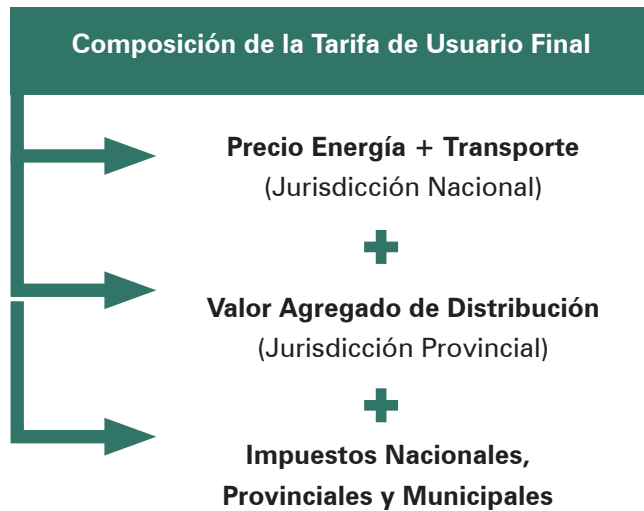 Composición de la Tarifa de Usuario Final
Precio Energía + Transporte
(Jurisdicción Nacional)
+
Valor Agregado de Distribución
(Jurisdicción Provincial)
+
Impuestos Nacionales,
Provinciales y Municipales